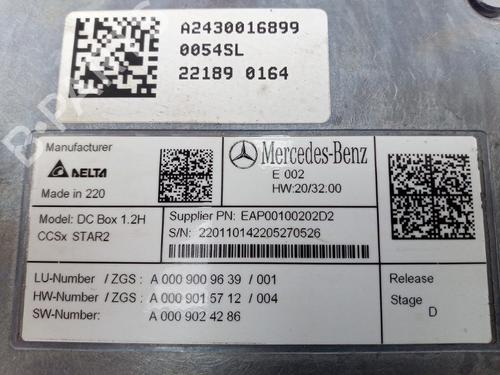 A2430016899
0054SL
22189 0164
Manufacturer
DELTA
Made in 220
Mercedes-Benz
E 002
HW:20/32.00
Model: DC Box 1.2H
CCSx STAR2
Supplier PN: EAP00100202D2
S/N: 220110142205270526
LU-Number / ZGS : A 000 900 96 39 / 001
HW-Number / ZGS : A 000 901 57 12 / 004
SW-Number: A 000 902 42 86
Release
Stage
D